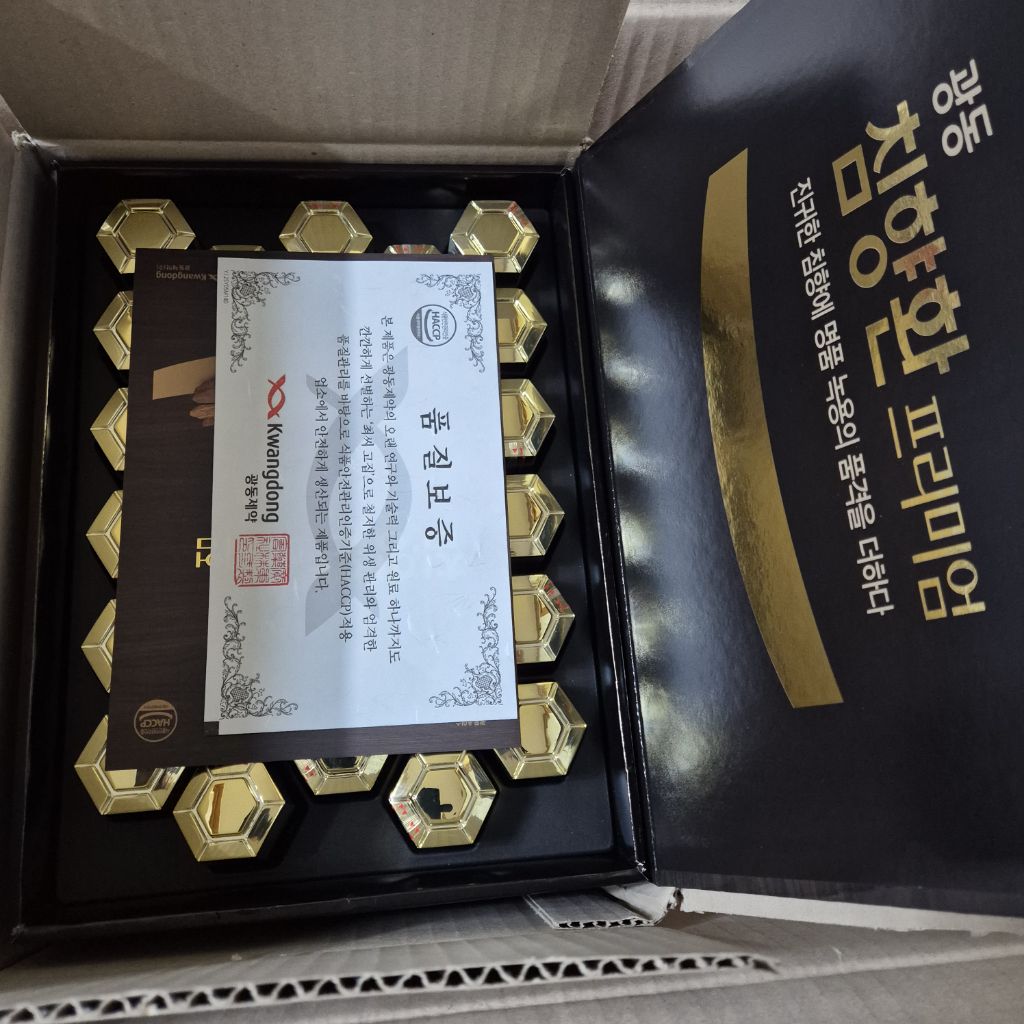 광동
침향환 프리미엄
진귀한 침향에 명품 녹용의 품격을 더하다
HACCP
품질보증
본 제품은 광동제약의 오랜 연구와 기술력 그리고 원료 하나까지도
깐깐하게 선별하는 '최씨 고집'으로 철저한 위생 관리와 엄격한
품질관리를 바탕으로 식품안전관리인증기준(HACCP)적용
업소에서 안전하게 생산되는 제품입니다.
Kwangdong
광동제약
Kwangdong
HACCP